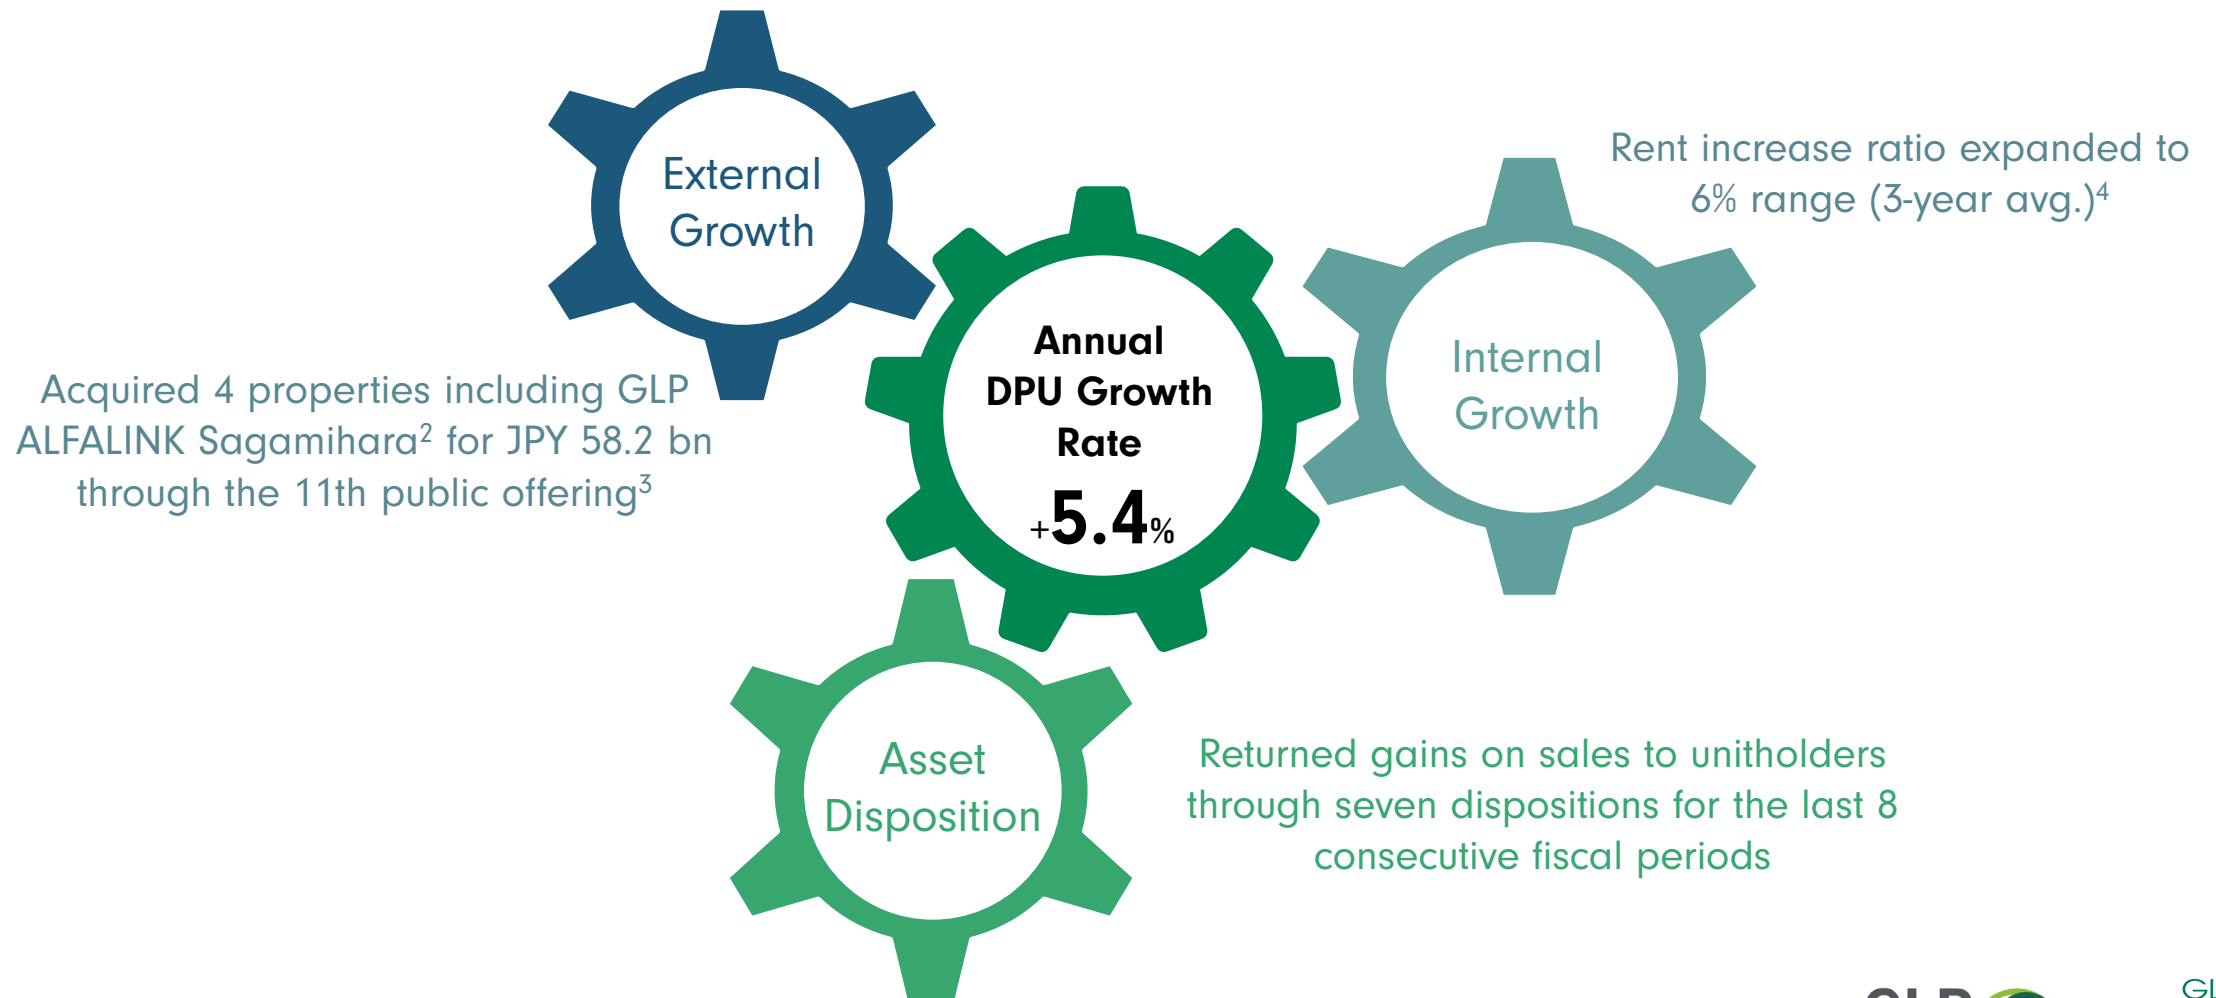 External
Growth
Rent increase ratio expanded to
6% range (3-year avg.)4
Annual
DPU Growth
Rate
+5.4%
Internal
Growth
Acquired 4 properties including GLP
ALFALINK Sagamihara2 for JPY 58.2 bn
through the 11th public offering3
Asset
Disposition
Returned gains on sales to unitholders
through seven dispositions for the last 8
consecutive fiscal periods